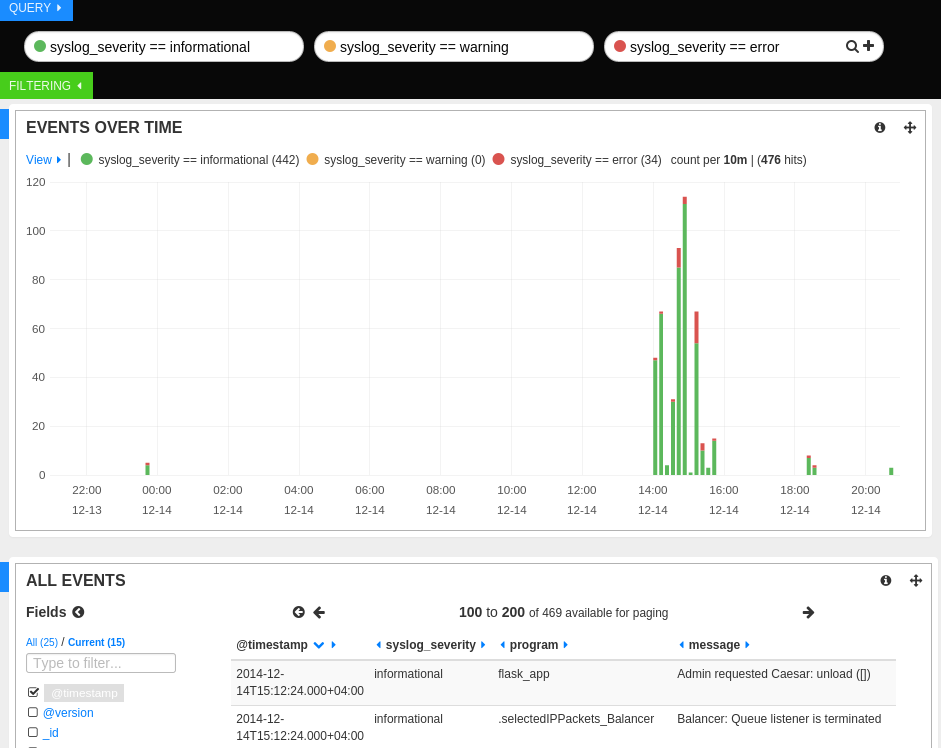 QUERY
syslog_severity == informational syslog_severity == warning syslog_severity == error
FILTERING
EVENTS OVER TIME
View | syslog_severity == informational (442) syslog_severity == warning (0) syslog_severity == error (34) count per 10m | (476 hits)
120
100
80
60
40
20
0
22:00 00:00 02:00 04:00 06:00 08:00 10:00 12:00 14:00 16:00 18:00 20:00
12-13 12-14 12-14 12-14 12-14 12-14 12-14 12-14 12-14 12-14 12-14 12-14
ALL EVENTS
Fields
100 to 200 of 469 available for paging
All (25) / Current (15)
Type to filter...
@timestamp
@version
_id
@timestamp syslog_severity program message
2014-12- informational flask_app Admin requested Caesar: unload ([])
14T15:12:24.000+04:00
2014-12- informational .selectedIPPackets_Balancer Balancer: Queue listener is terminated
14T15:12:24.000+04:00